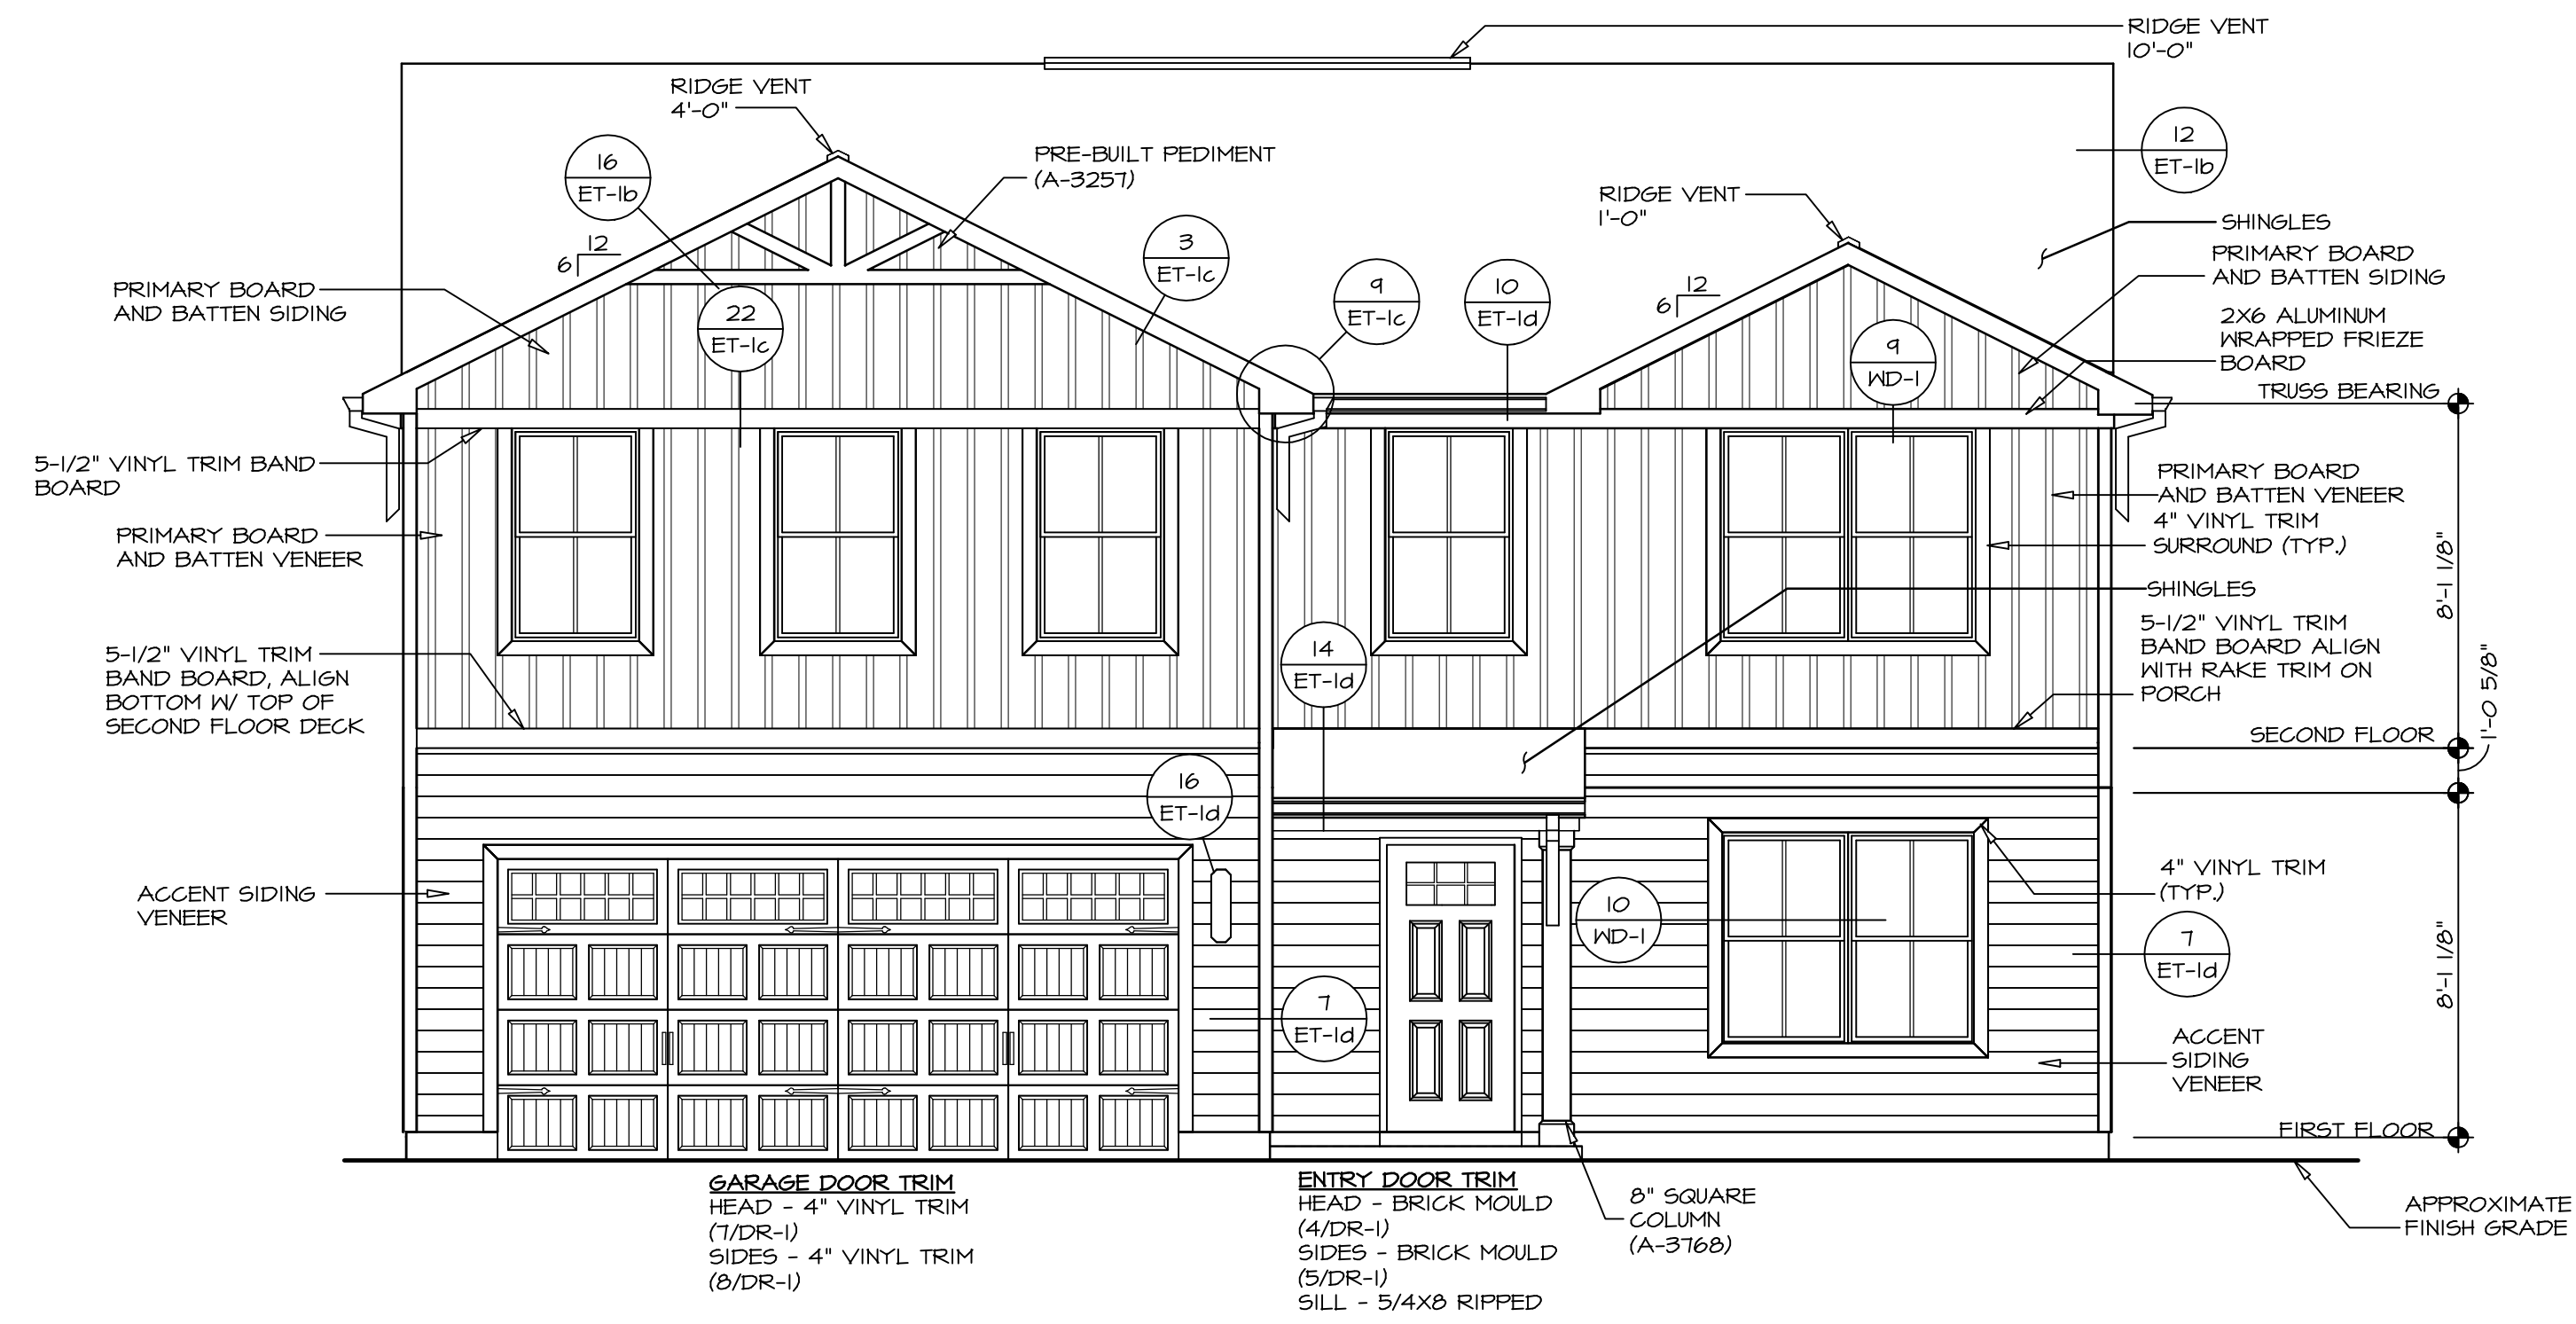 RIDGE VENT
10'-0"
RIDGE VENT
4'-0"
16
ET-1b
PRE-BUILT PEDIMENT
(A-3257)
12
ET-1b
RIDGE VENT
1'-0"
SHINGLES
12
6
3
ET-1c
PRIMARY BOARD
AND BATTEN SIDING
PRIMARY BOARD
AND BATTEN SIDING
22
ET-1c
9
ET-1c
10
ET-1d
12
6
2X6 ALUMINUM
WRAPPED FRIEZE
BOARD
9
WD-1
TRUSS BEARING
5-1/2" VINYL TRIM BAND
BOARD
PRIMARY BOARD
AND BATTEN VENEER
PRIMARY BOARD
AND BATTEN VENEER
4" VINYL TRIM
SURROUND (TYP.)
8'-1 1/8"
SHINGLES
5-1/2" VINYL TRIM
BAND BOARD, ALIGN
BOTTOM W/ TOP OF
SECOND FLOOR DECK
14
ET-1d
5-1/2" VINYL TRIM
BAND BOARD ALIGN
WITH RAKE TRIM ON
PORCH
1'-0 5/8"
SECOND FLOOR
16
ET-1d
ACCENT SIDING
VENEER
4" VINYL TRIM
(TYP.)
10
WD-1
7
ET-1d
8'-1 1/8"
7
ET-1d
ACCENT
SIDING
VENEER
FIRST FLOOR
GARAGE DOOR TRIM
HEAD - 4" VINYL TRIM
(7/DR-1)
SIDES - 4" VINYL TRIM
(8/DR-1)
ENTRY DOOR TRIM
HEAD - BRICK MOULD
(4/DR-1)
SIDES - BRICK MOULD
(5/DR-1)
SILL - 5/4X8 RIPPED
8" SQUARE
COLUMN
(A-3768)
APPROXIMATE
FINISH GRADE